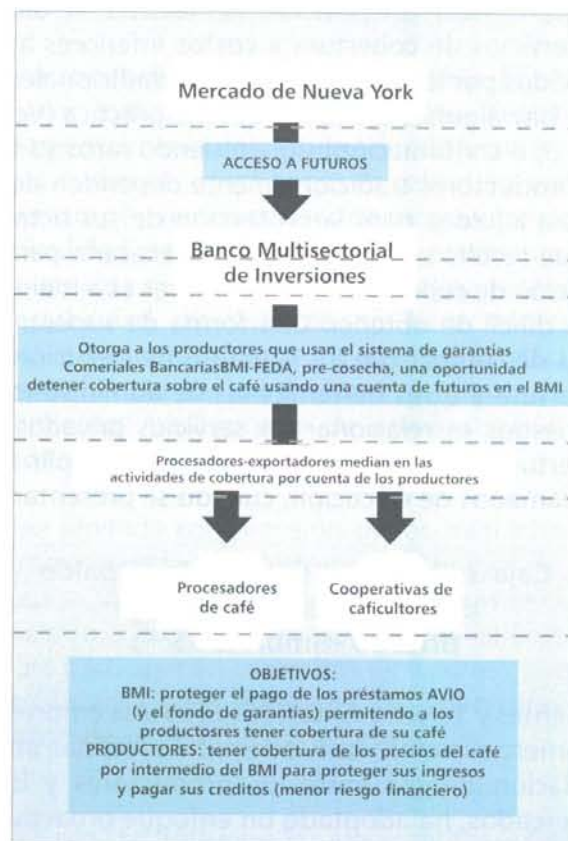 Mercado de Nueva York
ACCESO A FUTUROS
Banco Multisectorial
de Inversiones
Otorga a los productores que usan el sistema de garantías
Comeriales BancariasBMI-FEDA, pre-cosecha, una oportunidad
detener cobertura sobre el café usando una cuenta de futuros en el BMI
Procesadores-exportadores median en las
actividades de cobertura por cuenta de los productores
Procesadores
de café
Cooperativas de
caficultores
OBJETIVOS:
BMI: proteger el pago de los préstamos AVIO
(y el fondo de garantías) permitendo a los
productosres tener cobertura de su café
PRODUCTORES: tener cobertura de los precios del café
por intermedio del BMI para proteger sus ingresos
y pagar sus creditos (menor riesgo financiero)